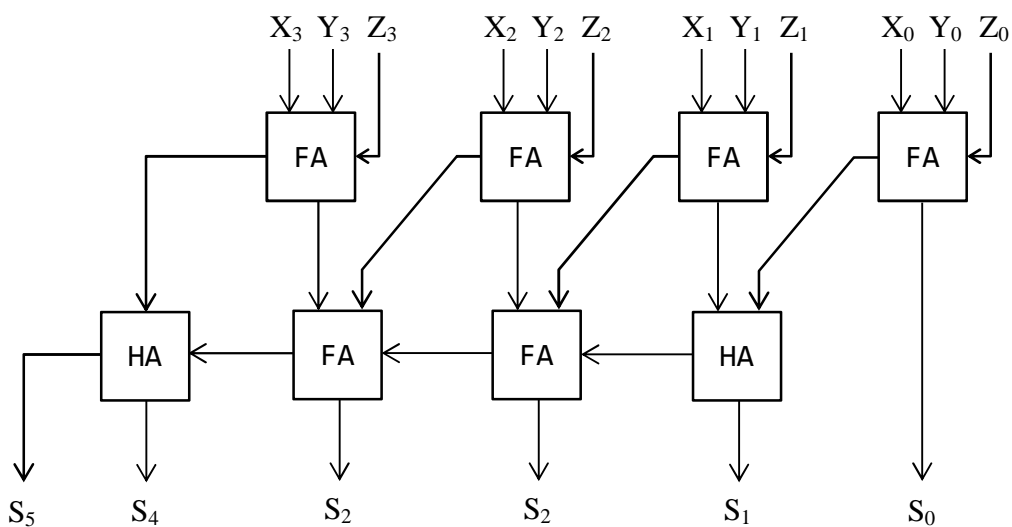 X₃ Y₃ Z₃ X₂ Y₂ Z₂ X₁ Y₁ Z₁ X₀ Y₀ Z₀
FA FA FA FA
HA FA FA HA
S₅ S₄ S₂ S₂ S₁ S₀